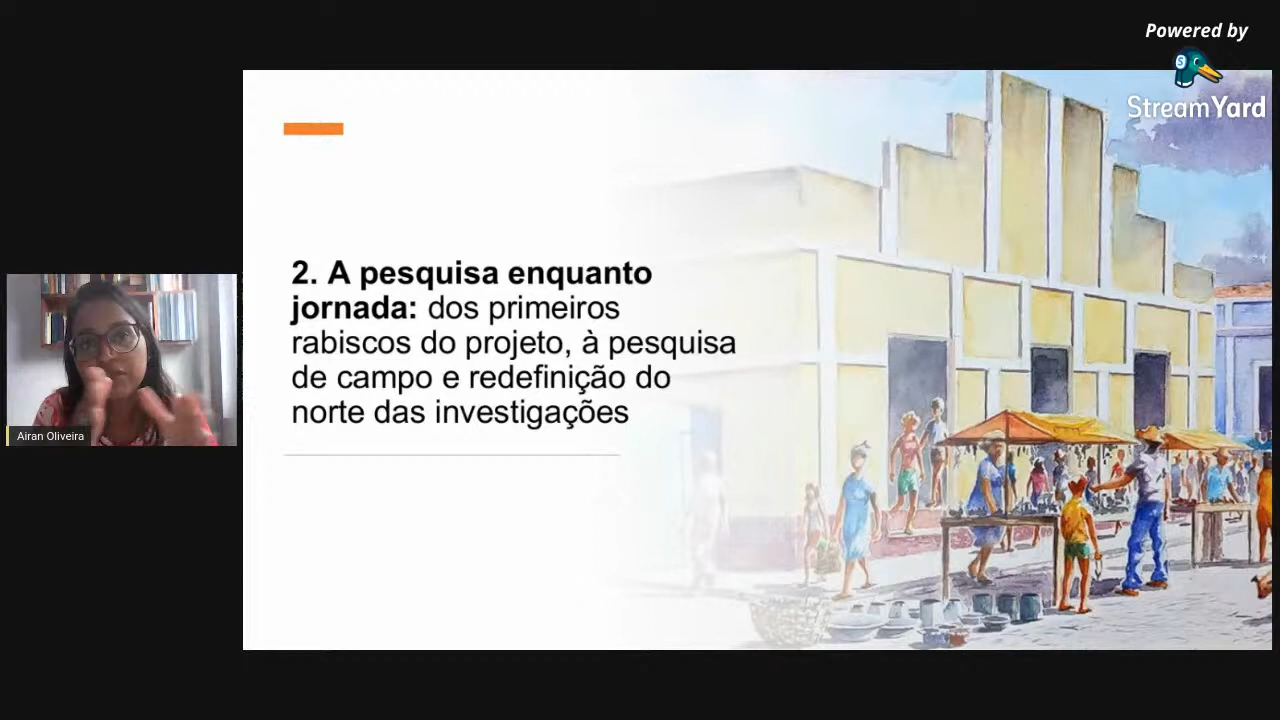 Powered by
StreamYard
2. A pesquisa enquanto
jornada: dos primeiros
rabiscos do projeto, à pesquisa
de campo e redefinição do
norte das investigações
Airan Oliveira